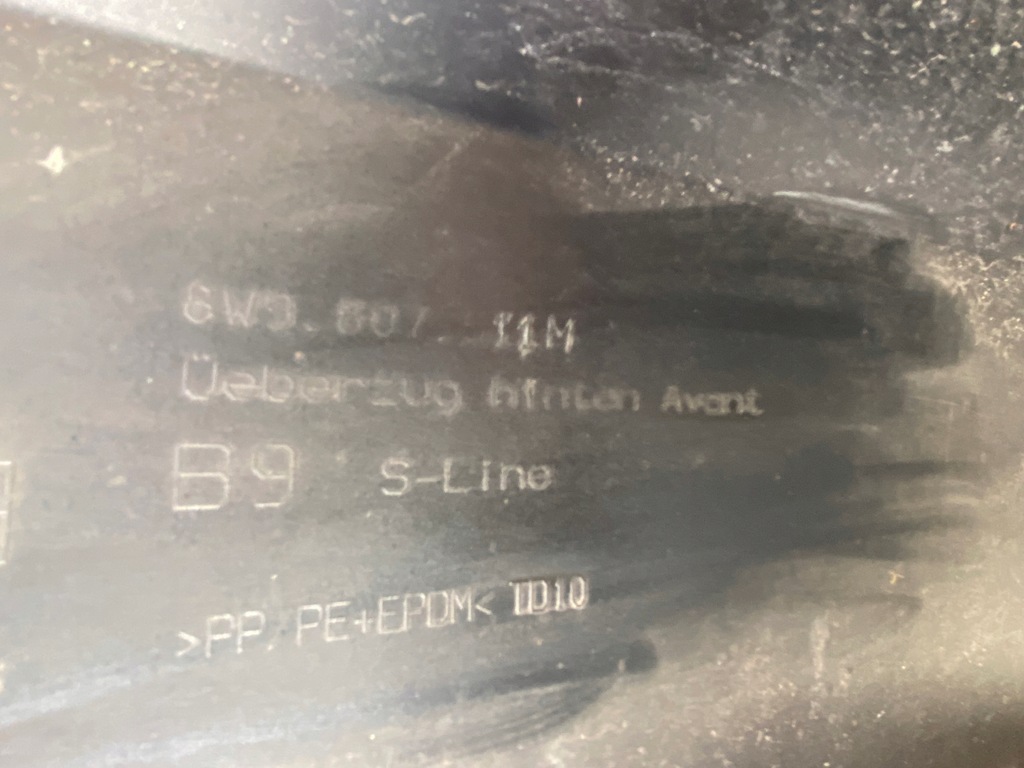 Üeberzug hinten Avant
B9 S-Line
>PP/PE+EPDM< TD10